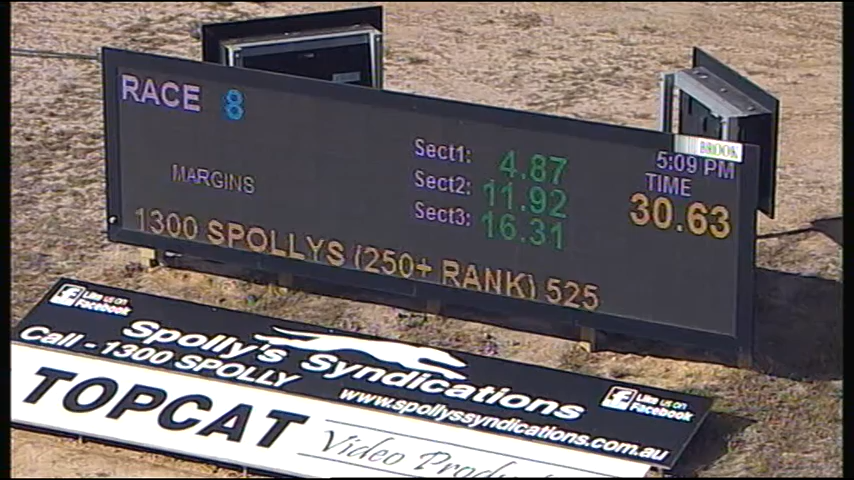 RACE 8
BROOK
5:09 PM
Sect1: 4.87
TIME
MARGINS
Sect2: 11.92
30.63
Sect3: 16.31
1300 SPOLLYS (250+ RANK) 525
Like us on
Facebook
Spolly's Syndications
Call - 1300 SPOLLY
www.spollyssyndications.com.au
Like us on
Facebook
TOPCAT
Video